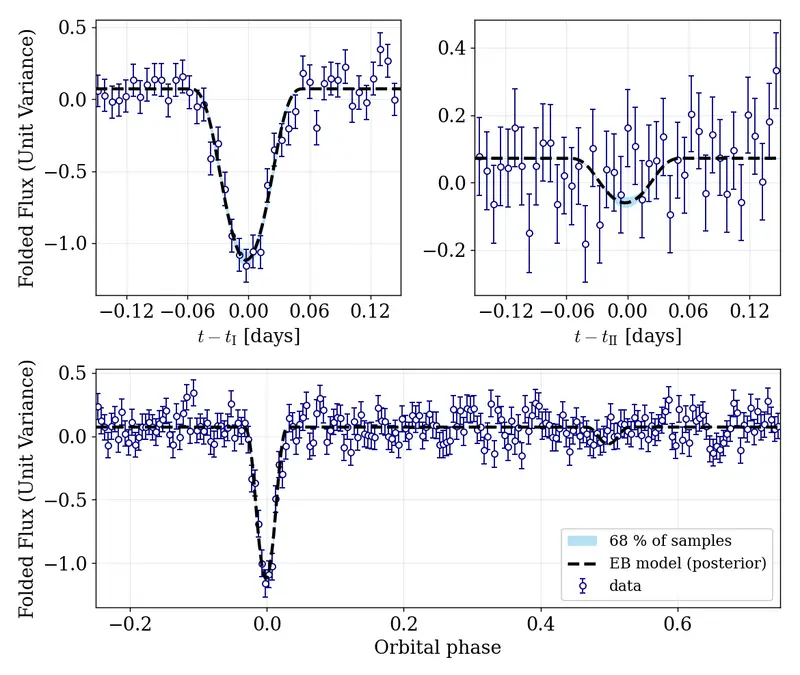 Folded Flux (Unit Variance)
0.5
0.0
−0.5
−1.0
−0.12 −0.06 0.00 0.06 0.12
t − tI [days]
0.4
0.2
0.0
−0.2
−0.12 −0.06 0.00 0.06 0.12
t − tII [days]
Folded Flux (Unit Variance)
0.5
0.0
−0.5
−1.0
68 % of samples
EB model (posterior)
data
−0.2 0.0 0.2 0.4 0.6
Orbital phase